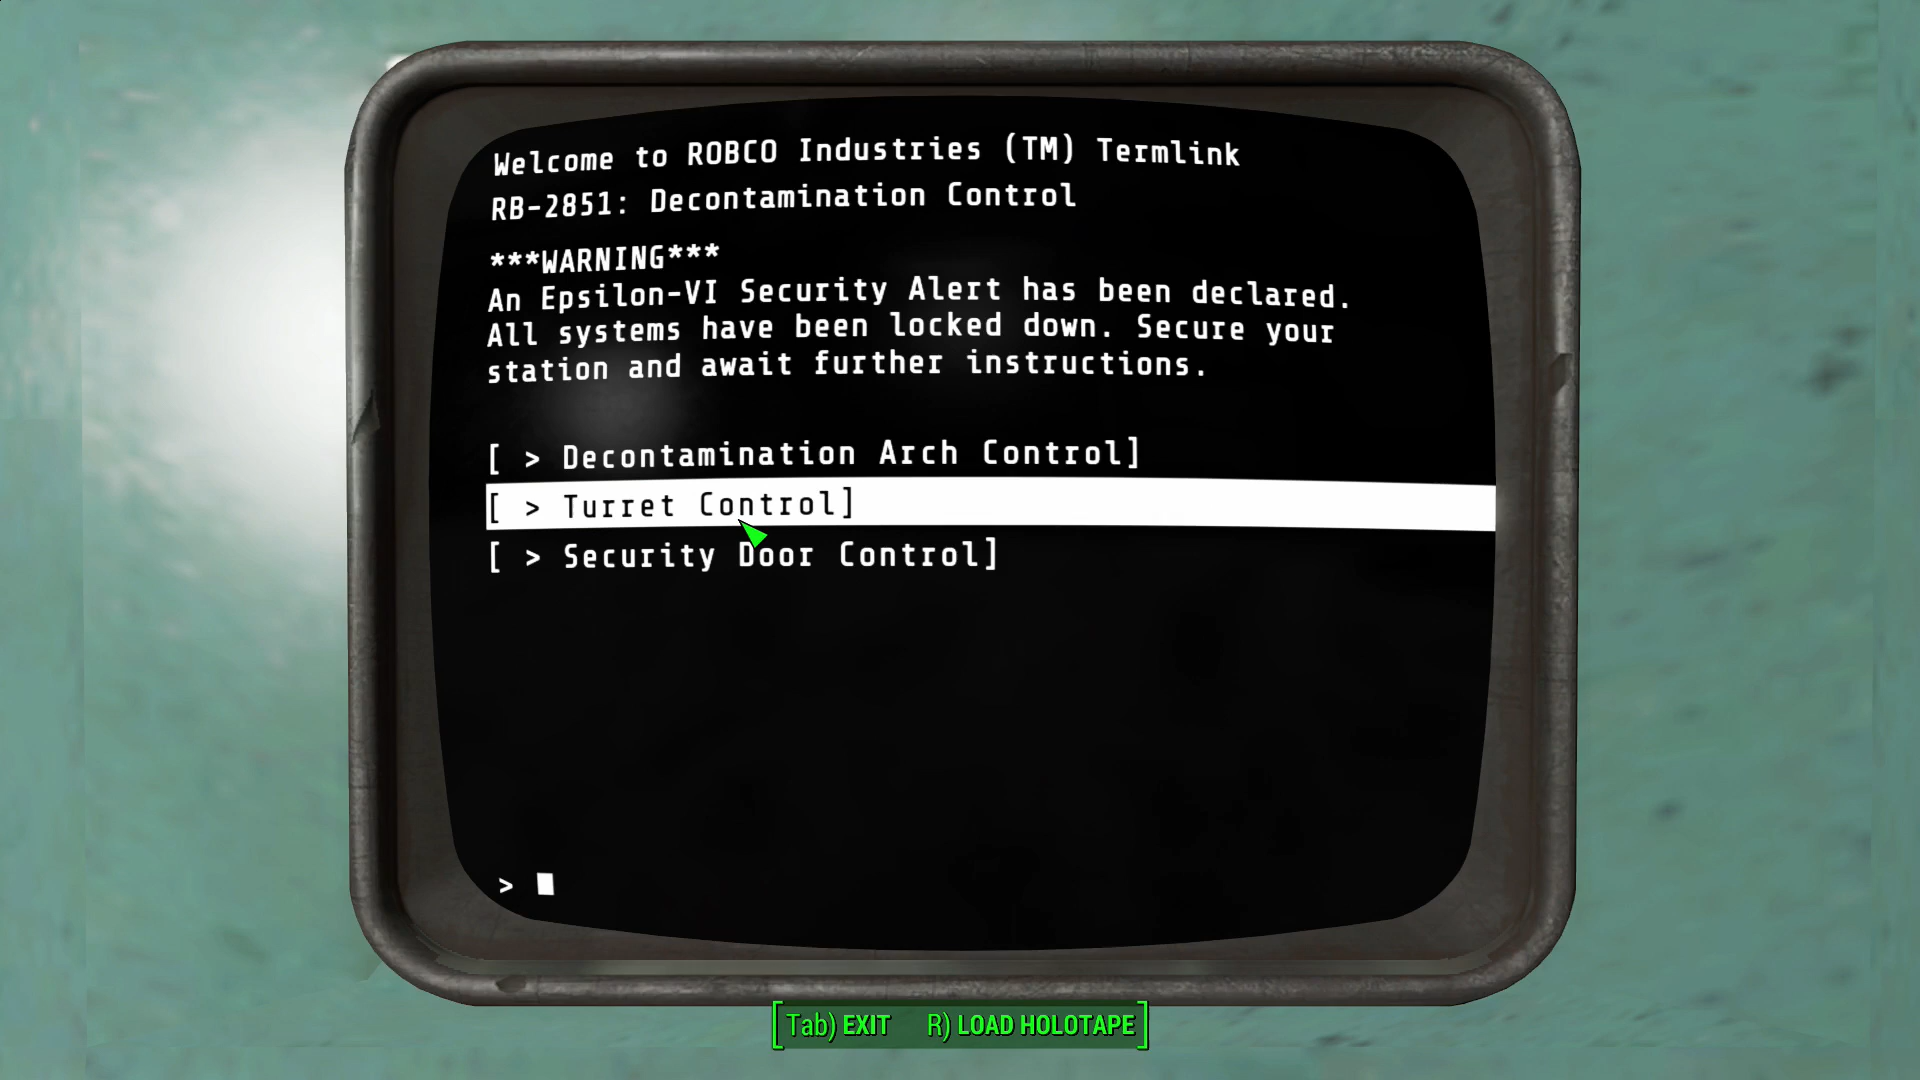 Welcome to ROBCO Industries (TM) Termlink
RB-2851: Decontamination Control
***WARNING***
An Epsilon-VI Security Alert has been declared.
All systems have been locked down. Secure your
station and await further instructions.
[ > Decontamination Arch Control]
[ > Turret Control]
[ > Security Door Control]
>
Tab) EXIT R) LOAD HOLOTAPE